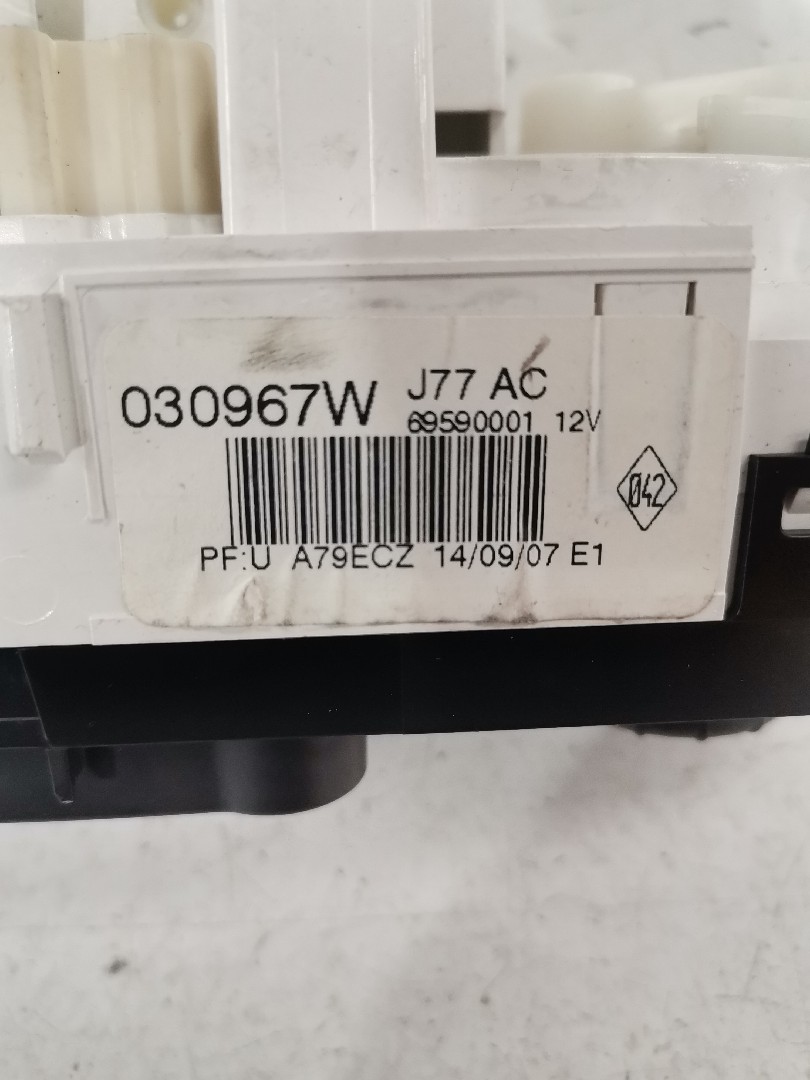 030967W J77 AC
69590001 12V
042
PF:U A79ECZ 14/09/07 E1